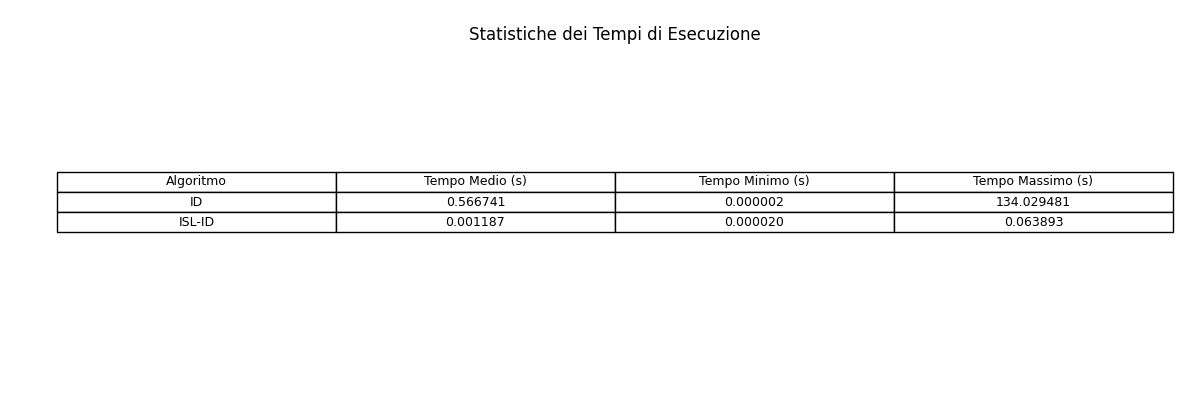 Statistiche dei Tempi di Esecuzione
Algoritmo Tempo Medio (s) Tempo Minimo (s) Tempo Massimo (s)
ID 0.566741 0.000002 134.029481
ISL-ID 0.001187 0.000020 0.063893